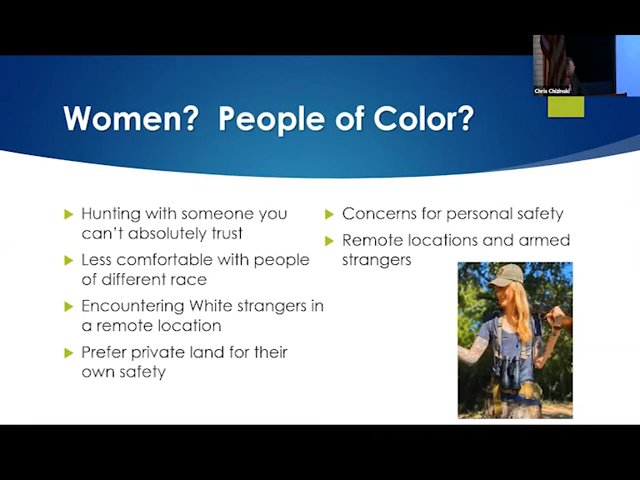 Chris Chizinski
Women? People of Color?
Hunting with someone you
can't absolutely trust
Less comfortable with people
of different race
Encountering White strangers in
a remote location
Prefer private land for their
own safety
Concerns for personal safety
Remote locations and armed
strangers